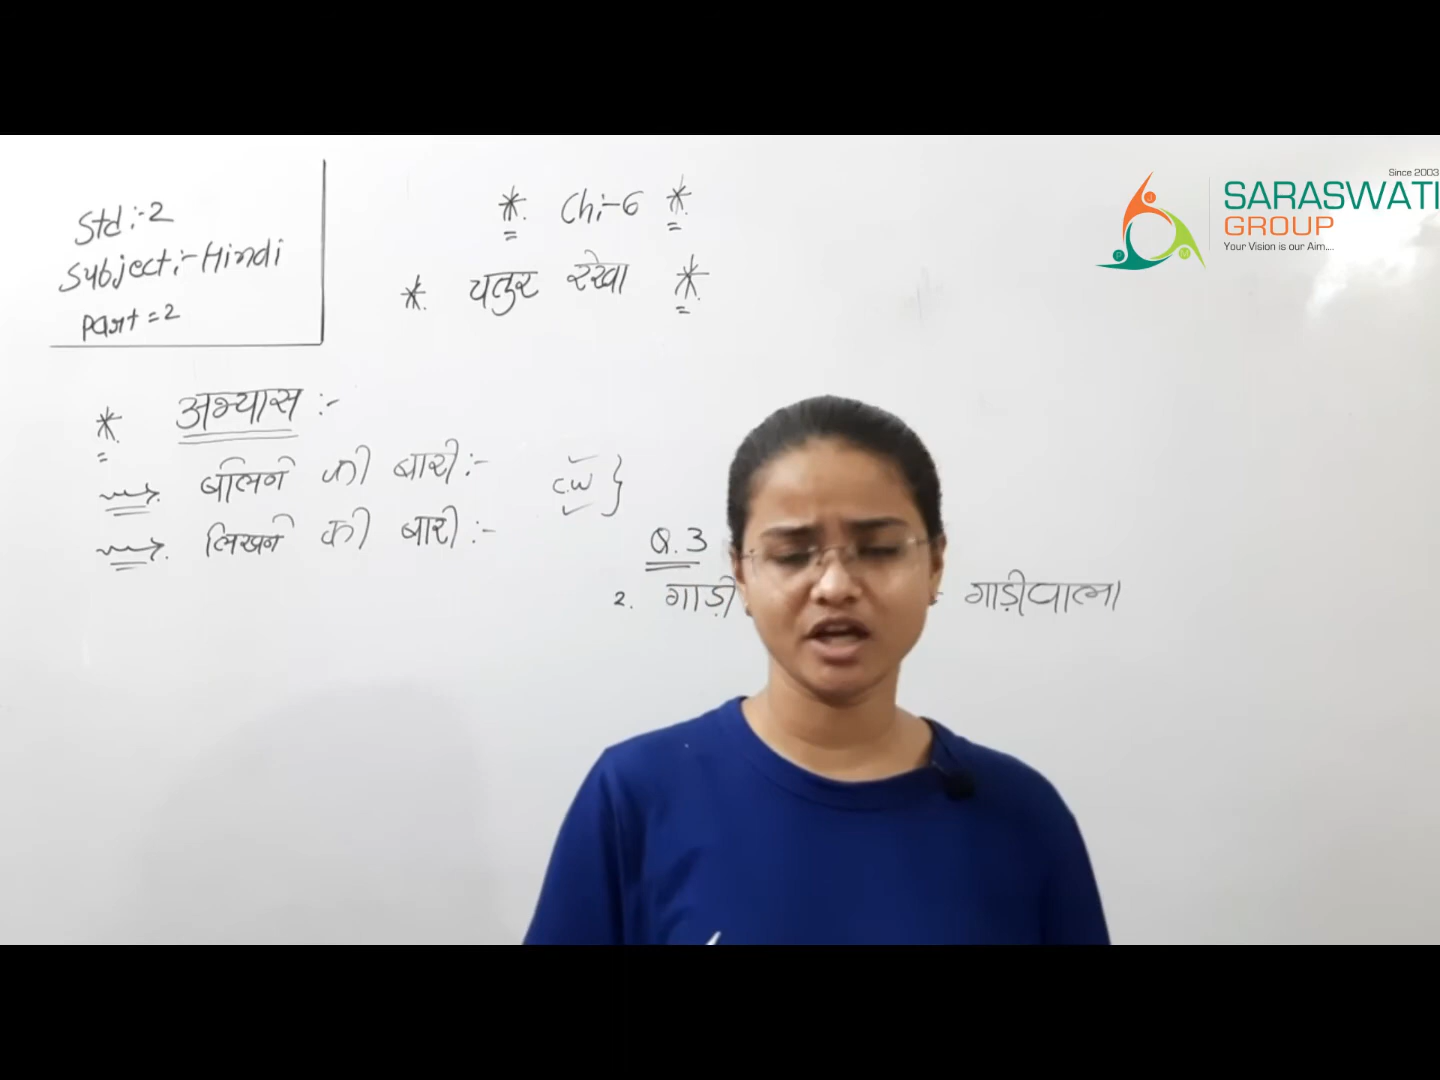 Std:-2
Subject:-Hindi
Part=2
* Ch:-6 *
* चतुर रेखा *
* अभ्यास :-
बोलने की बारी:-
लिखने की बारी:-
C.W }
Q.3
2. गाड़ी - गाड़ीवाला
Since 2003
SARASWATI
GROUP
Your Vision is our Aim....
J
P
M